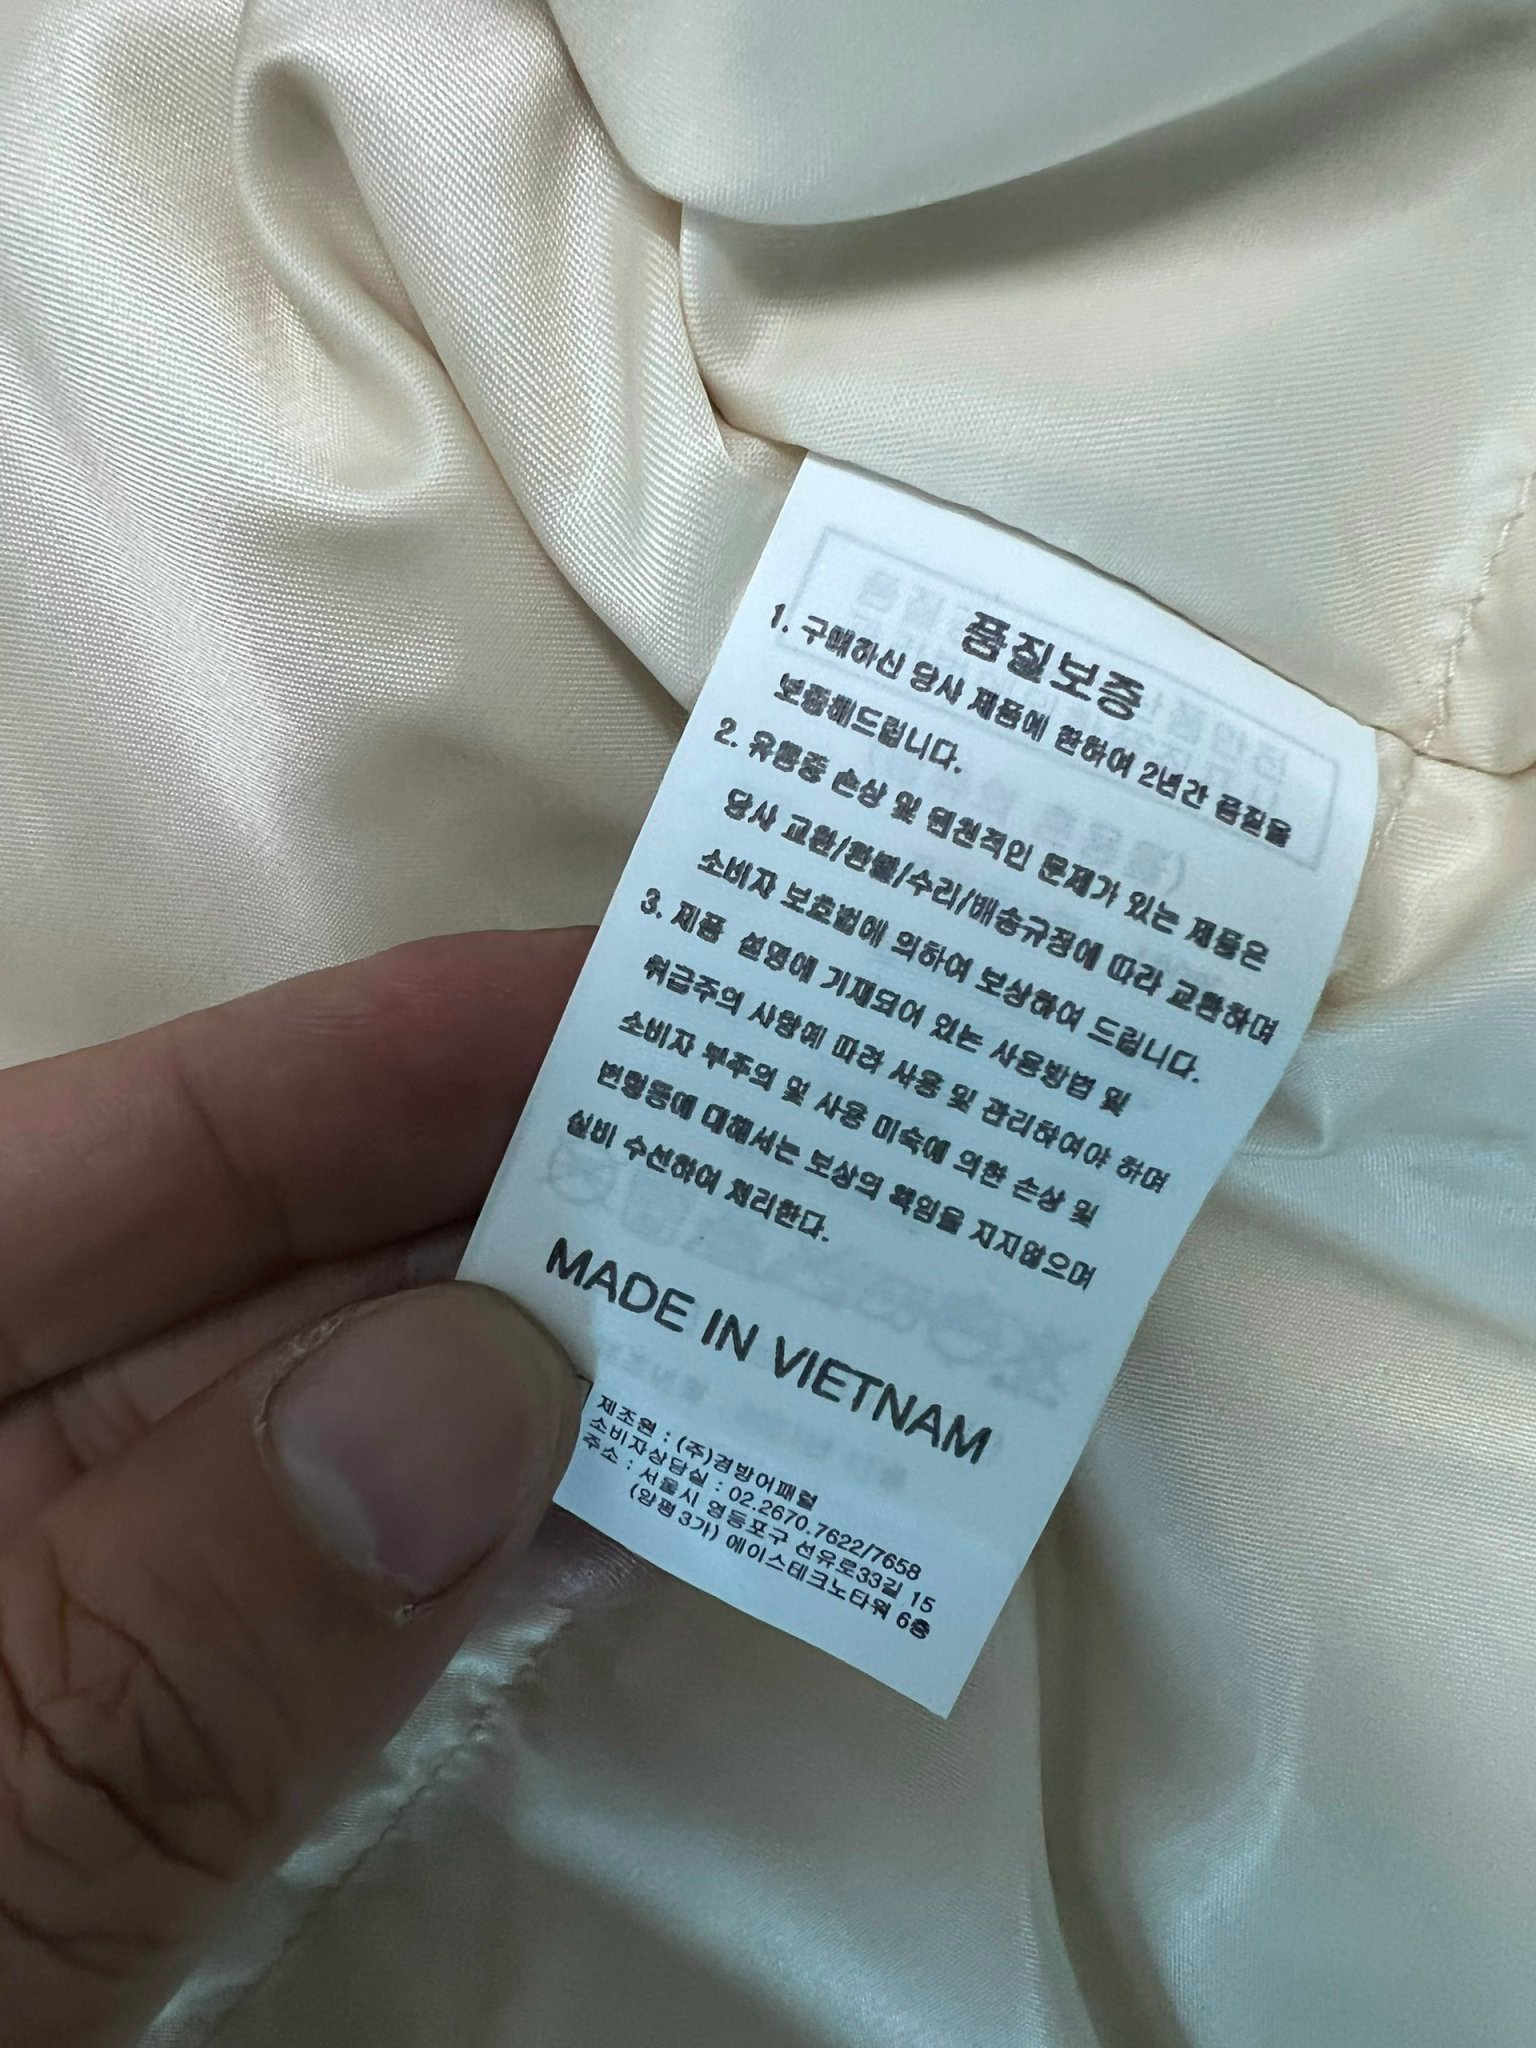 품질보증
1. 구매하신 당사 제품에 한하여 2년간 품질을
보증해드립니다.
2. 유통중 손상 및 원천적인 문제가 있는 제품은
당사 교환/환불/수리/배송규정에 따라 교환하며
소비자 보호법에 의하여 보상하여 드립니다.
3. 제품 설명에 기재되어 있는 사용방법 및
취급주의 사항에 따라 사용 및 관리하여야 하며
소비자 부주의 및 사용 미숙에 의한 손상 및
변형등에 대해서는 보상의 책임을 지지않으며
실비 수선하여 처리한다.
MADE IN VIETNAM
제조원 : (주)경방어패럴
소비자상담실 : 02.2670.7622/7658
주소 : 서울시 영등포구 선유로33길 15
(양평3가) 에이스테크노타워 6층